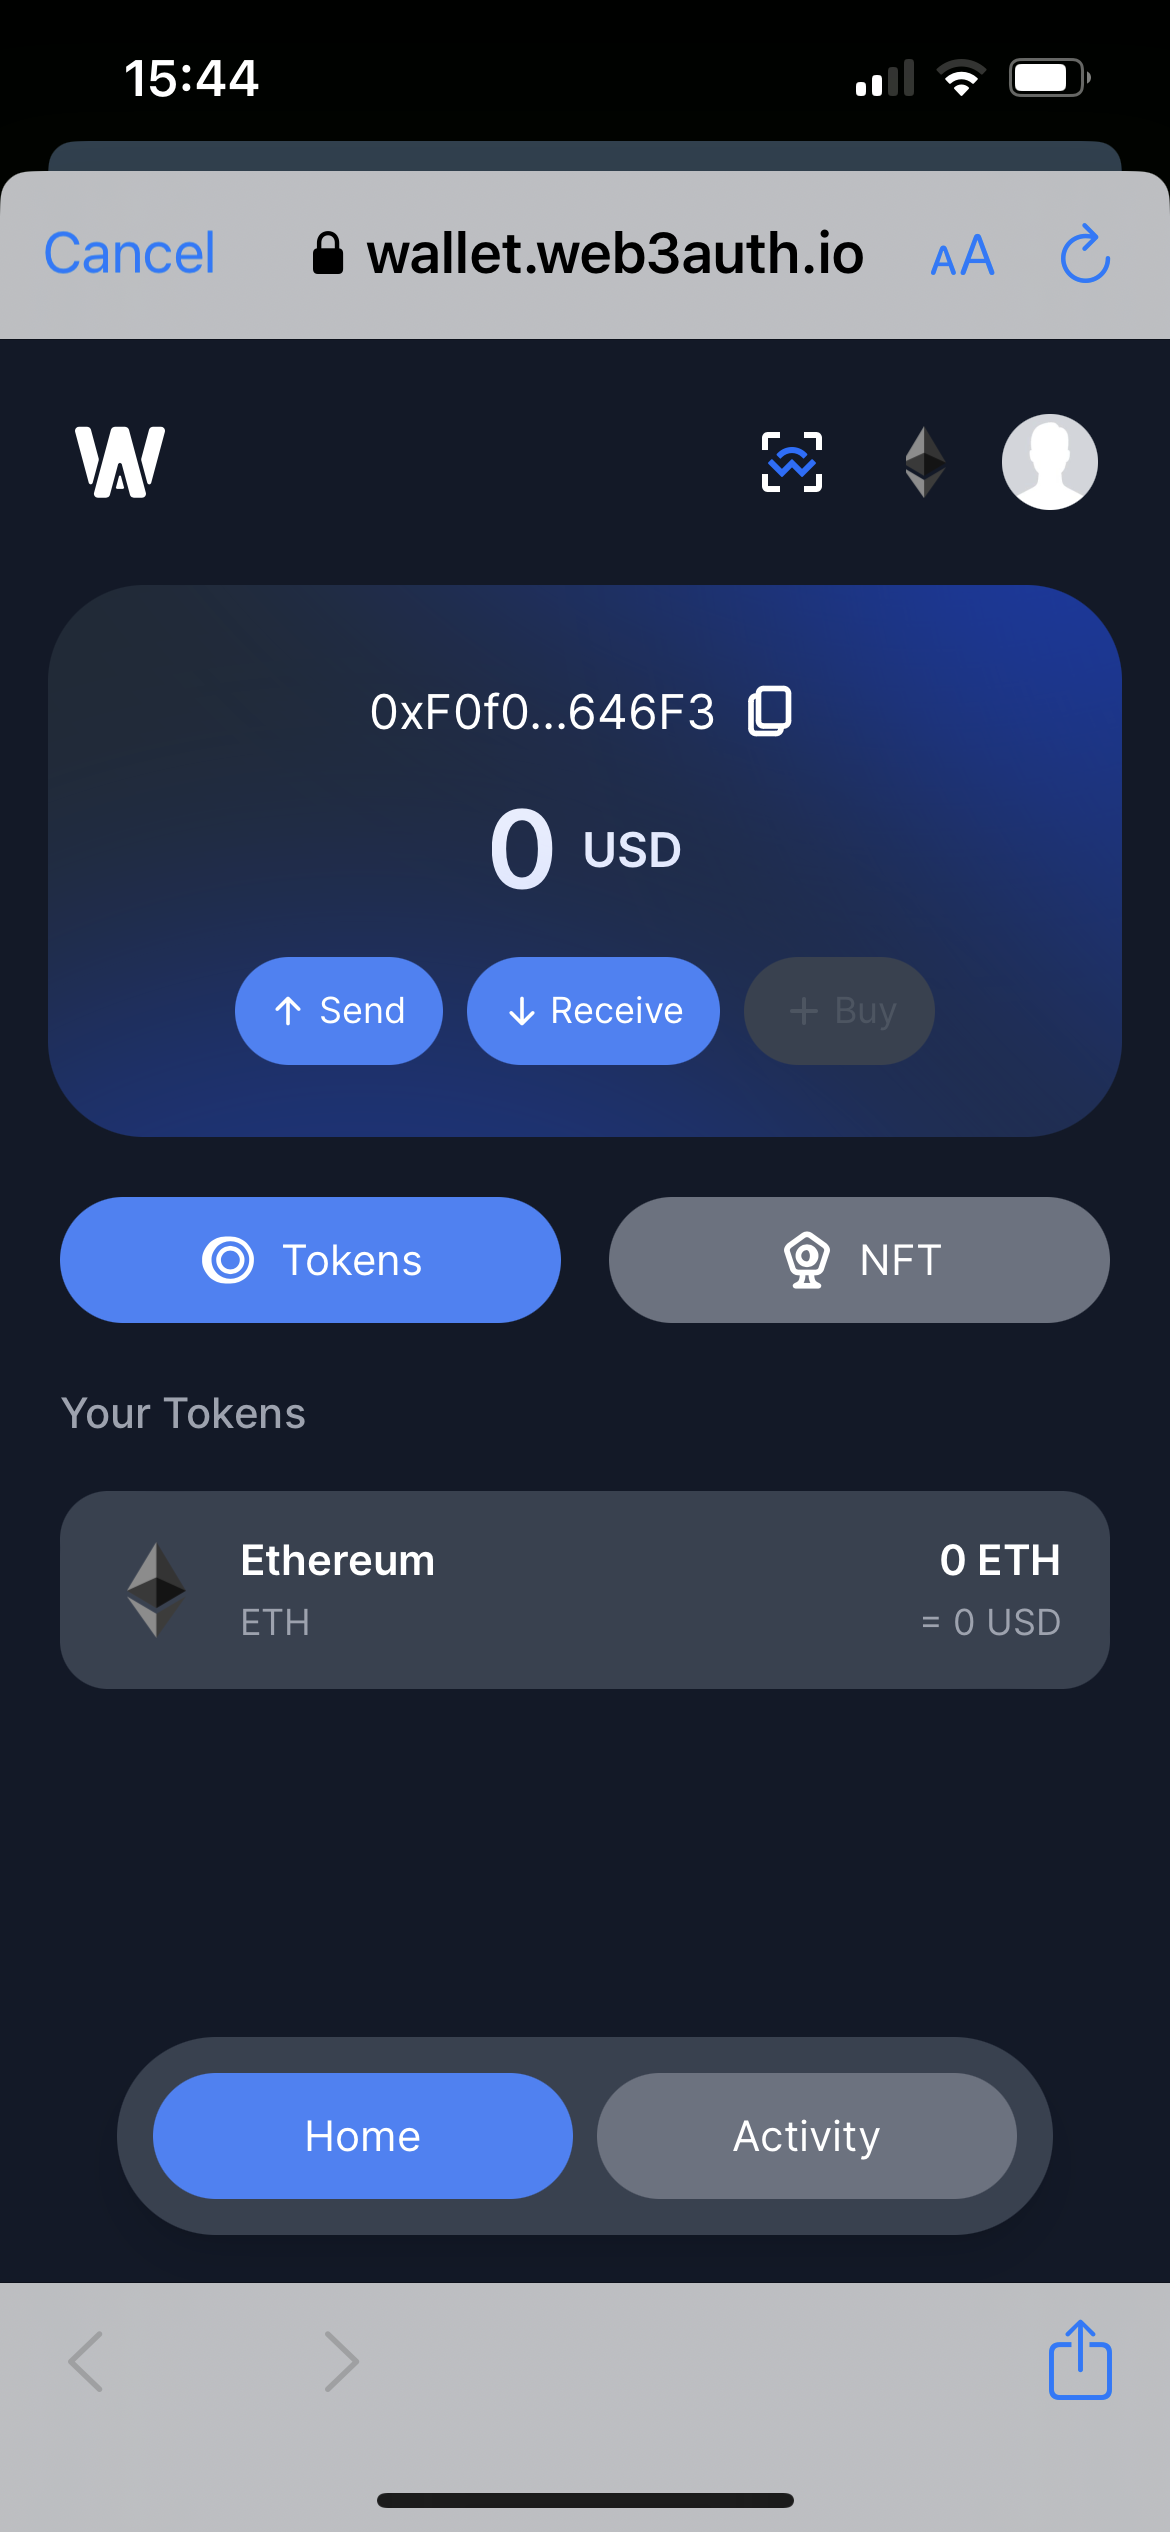 15:44
Cancel wallet.web3auth.io AA
0xF0f0...646F3
0 USD
Send Receive Buy
Tokens NFT
Your Tokens
Ethereum 0 ETH
ETH = 0 USD
Home Activity